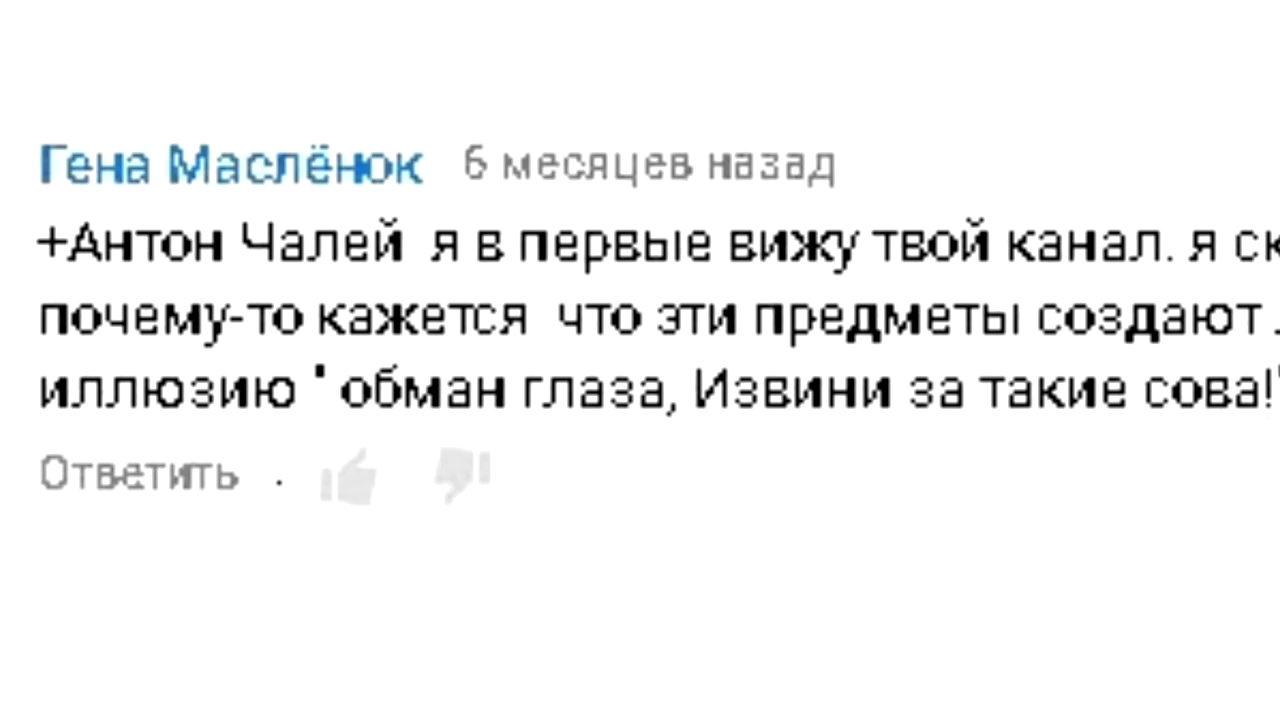 Гена Маслёнок 6 месяцев назад
+Антон Чалей я в первые вижу твой канал. я
почему-то кажется что эти предметы создают
иллюзию " обман глаза, Извини за такие сова!"
Ответить ·